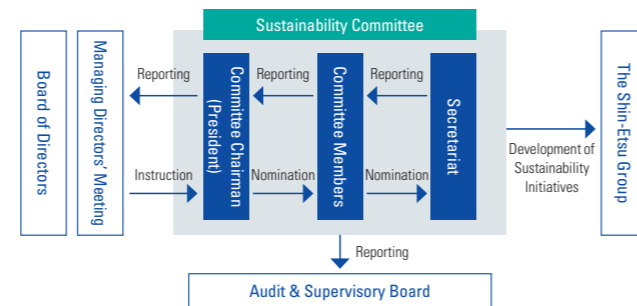 Sustainability Committee
Board of Directors
Managing Directors' Meeting
Reporting
Instruction
Committee Chairman
(President)
Reporting
Nomination
Committee Members
Reporting
Nomination
Secretariat
Development of
Sustainability
Initiatives
The Shin-Etsu Group
Reporting
Audit & Supervisory Board